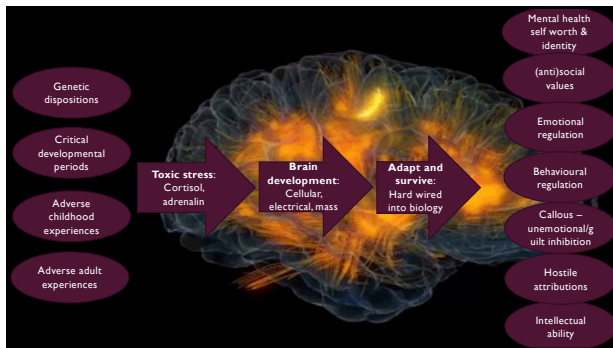 Genetic
dispositions
Critical
developmental
periods
Adverse
childhood
experiences
Adverse adult
experiences
Toxic stress:
Cortisol,
adrenalin
Brain
development:
Cellular,
electrical, mass
Adapt and
survive:
Hard wired
into biology
Mental health
self worth &
identity
(anti)social
values
Emotional
regulation
Behavioural
regulation
Callous –
unemotional/g
uilt inhibition
Hostile
attributions
Intellectual
ability